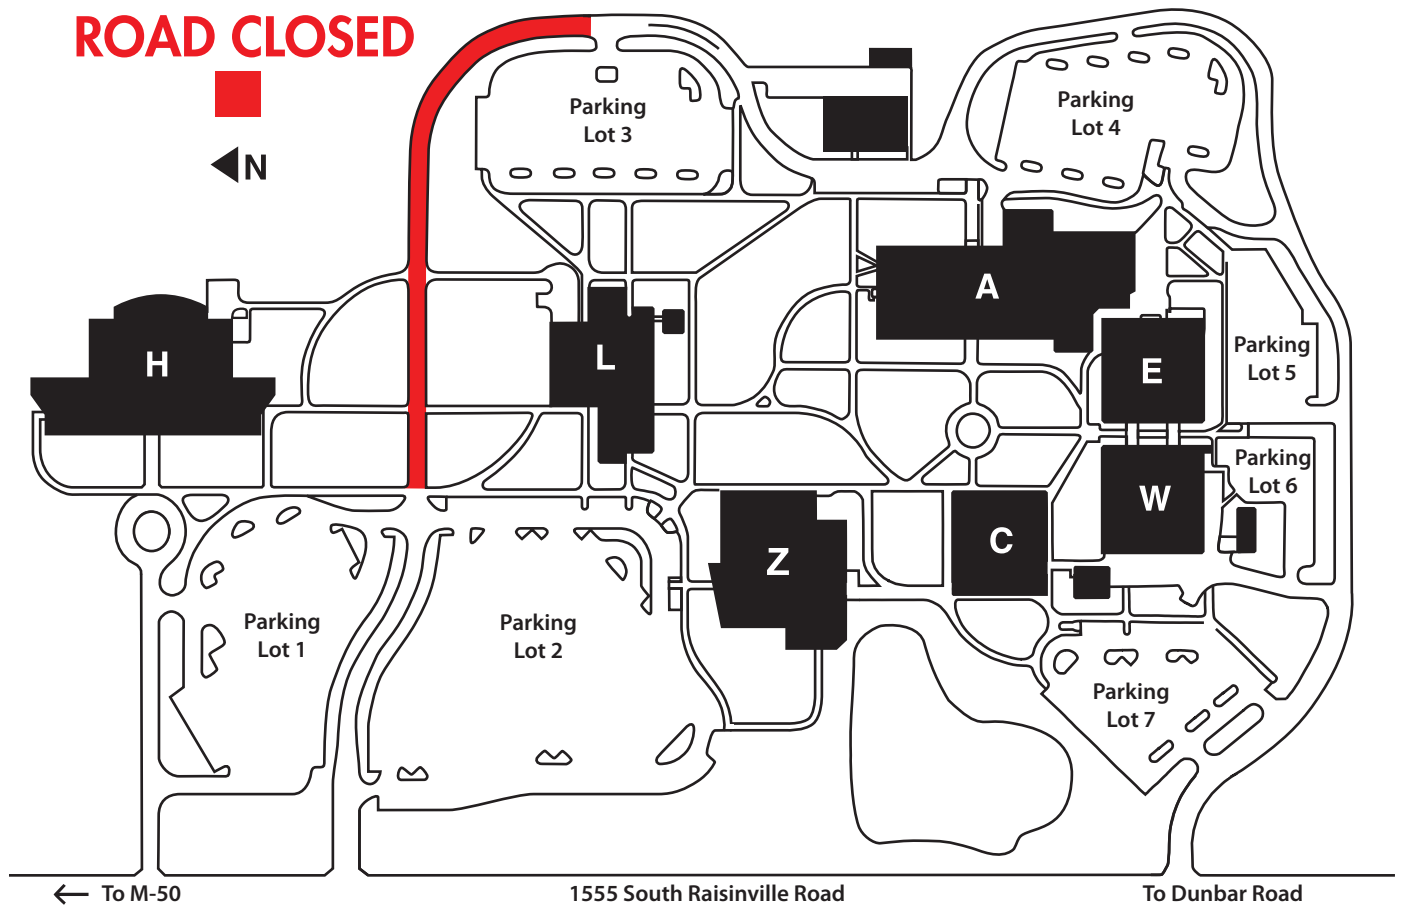 ROAD CLOSED
N
Parking
Lot 3
Parking
Lot 4
A
H
L
E
Parking
Lot 5
Parking
Lot 6
W
C
Z
Parking
Lot 1
Parking
Lot 2
Parking
Lot 7
To M-50
1555 South Raisinville Road
To Dunbar Road